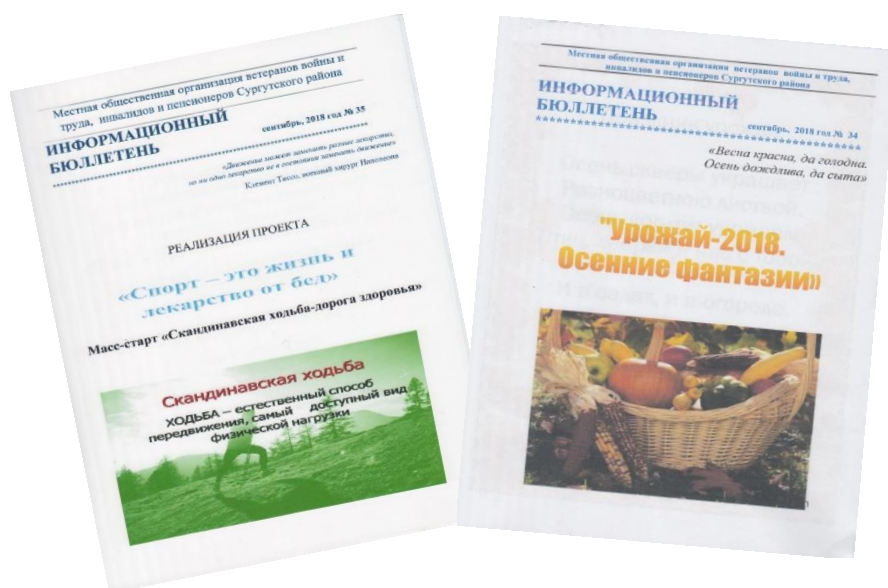 Местная общественная организация ветеранов войны и
труда, инвалидов и пенсионеров Сургутского района
ИНФОРМАЦИОННЫЙ
БЮЛЛЕТЕНЬ
сентябрь, 2018 год № 35
«Движение может заменить разные лекарства,
но ни одно лекарство не в состоянии заменить движение»
Клемент Тиссо, военный хирург Наполеона
РЕАЛИЗАЦИЯ ПРОЕКТА
«Спорт – это жизнь и
лекарство от бед»
Масс-старт «Скандинавская ходьба-дорога здоровья»
Скандинавская ходьба
ХОДЬБА – естественный способ
передвижения, самый доступный вид
физической нагрузки
Местная общественная организация ветеранов войны и труда,
инвалидов и пенсионеров Сургутского района
ИНФОРМАЦИОННЫЙ
БЮЛЛЕТЕНЬ
сентябрь, 2018 год № 34
«Весна красна, да голодна.
Осень дождлива, да сыта»
"Урожай-2018.
Осенние фантазии»